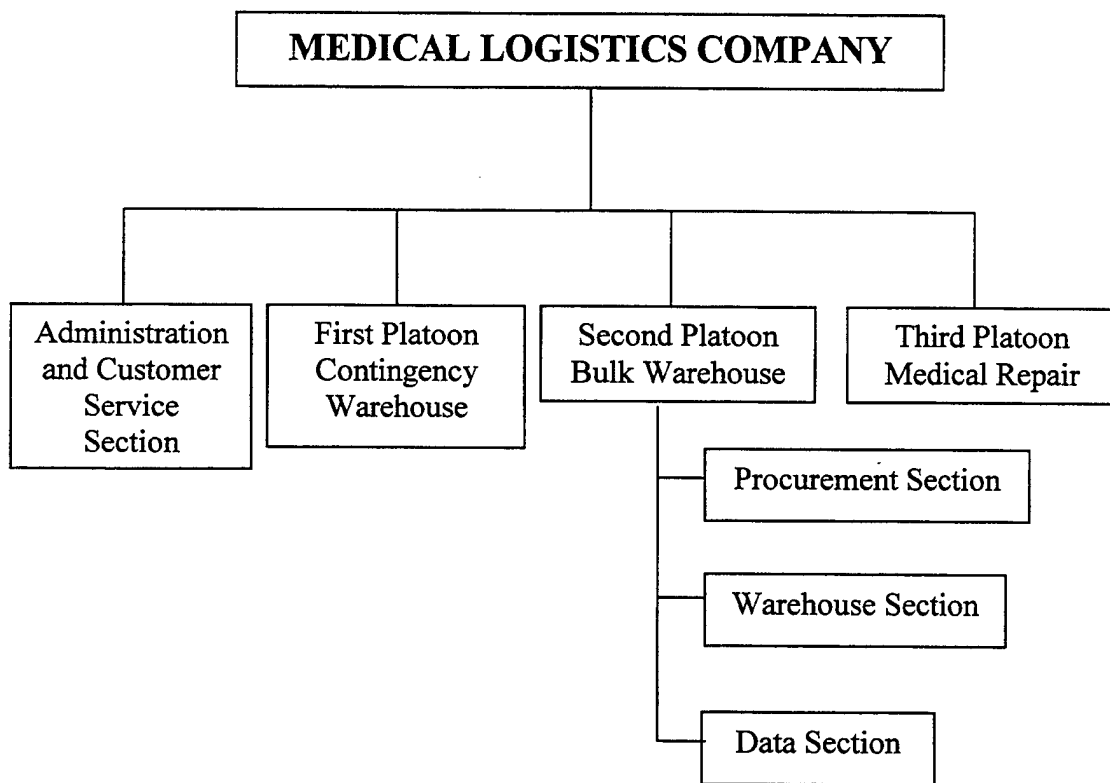 MEDICAL LOGISTICS COMPANY
Administration
and Customer
Service
Section
First Platoon
Contingency
Warehouse
Second Platoon
Bulk Warehouse
Third Platoon
Medical Repair
Procurement Section
Warehouse Section
Data Section